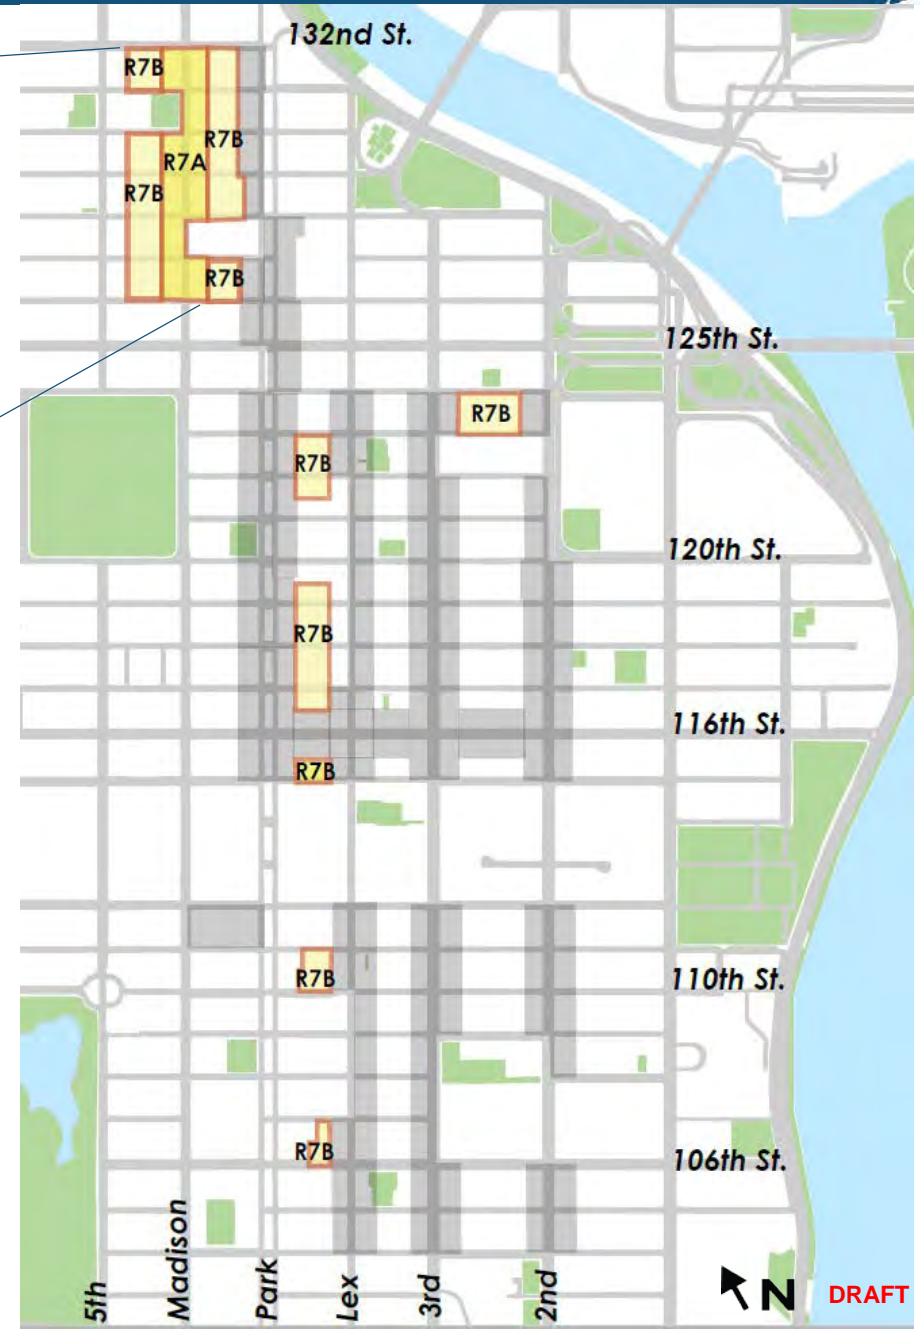 132nd St.
R7B
R7B
R7A
R7B
R7B
125th St.
R7B
R7B
120th St.
R7B
116th St.
R7B
110th St.
R7B
106th St.
R7B
5th
Madison
Park
Lex
3rd
2nd
N
DRAFT